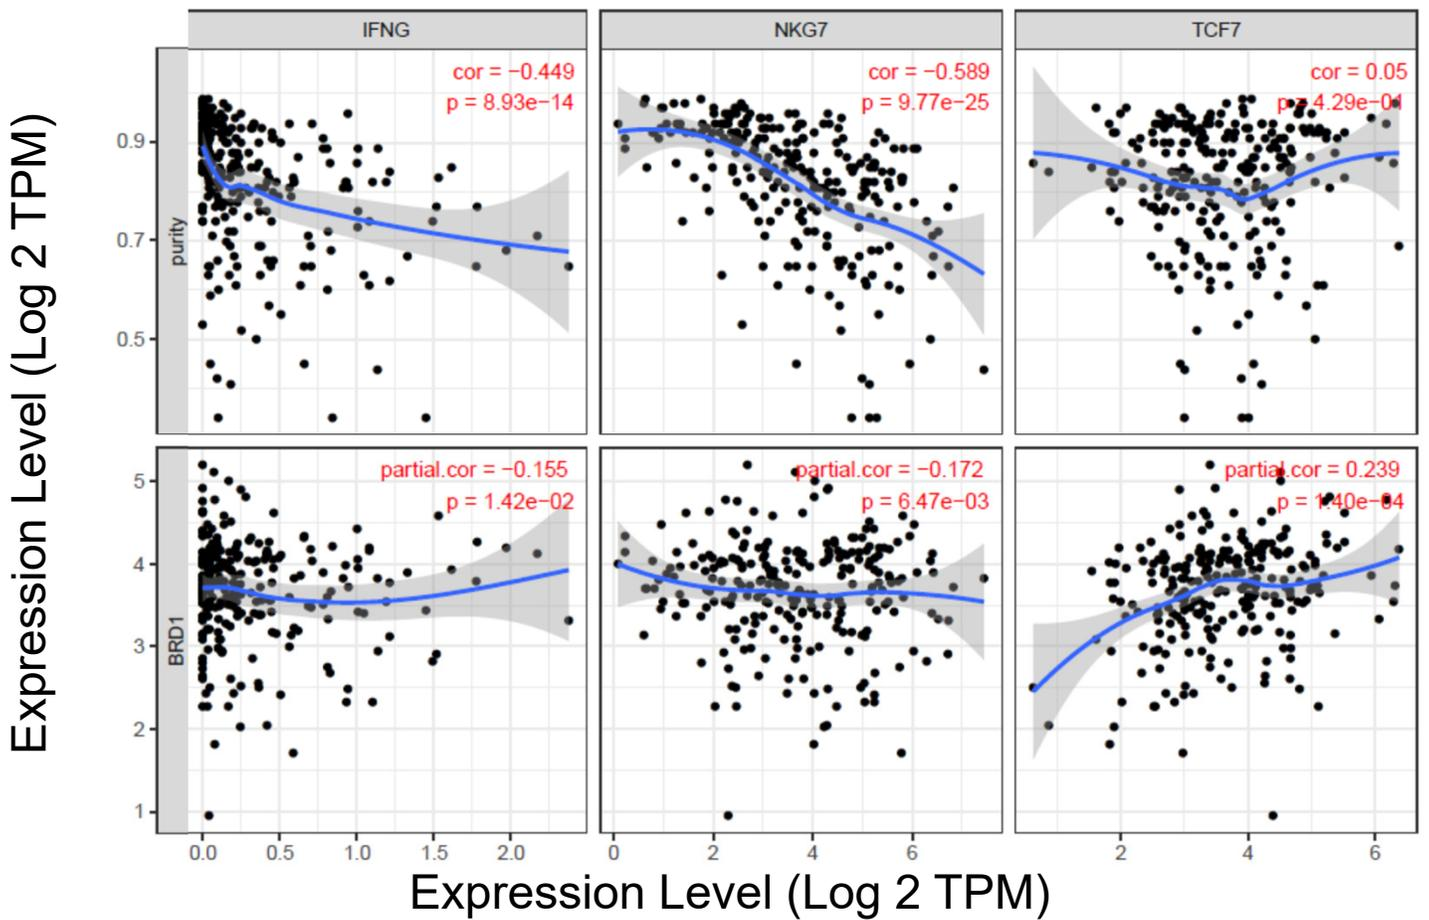 IFNG
NKG7
TCF7
cor = −0.449
p = 8.93e−14
cor = −0.589
p = 9.77e−25
cor = 0.05
p = 4.29e−01
0.9
0.7
0.5
purity
Expression Level (Log 2 TPM)
partial.cor = −0.155
p = 1.42e−02
partial.cor = −0.172
p = 6.47e−03
partial.cor = 0.239
p = 1.40e−04
5
4
3
2
1
BRD1
0.0 0.5 1.0 1.5 2.0
0 2 4 6
2 4 6
Expression Level (Log 2 TPM)